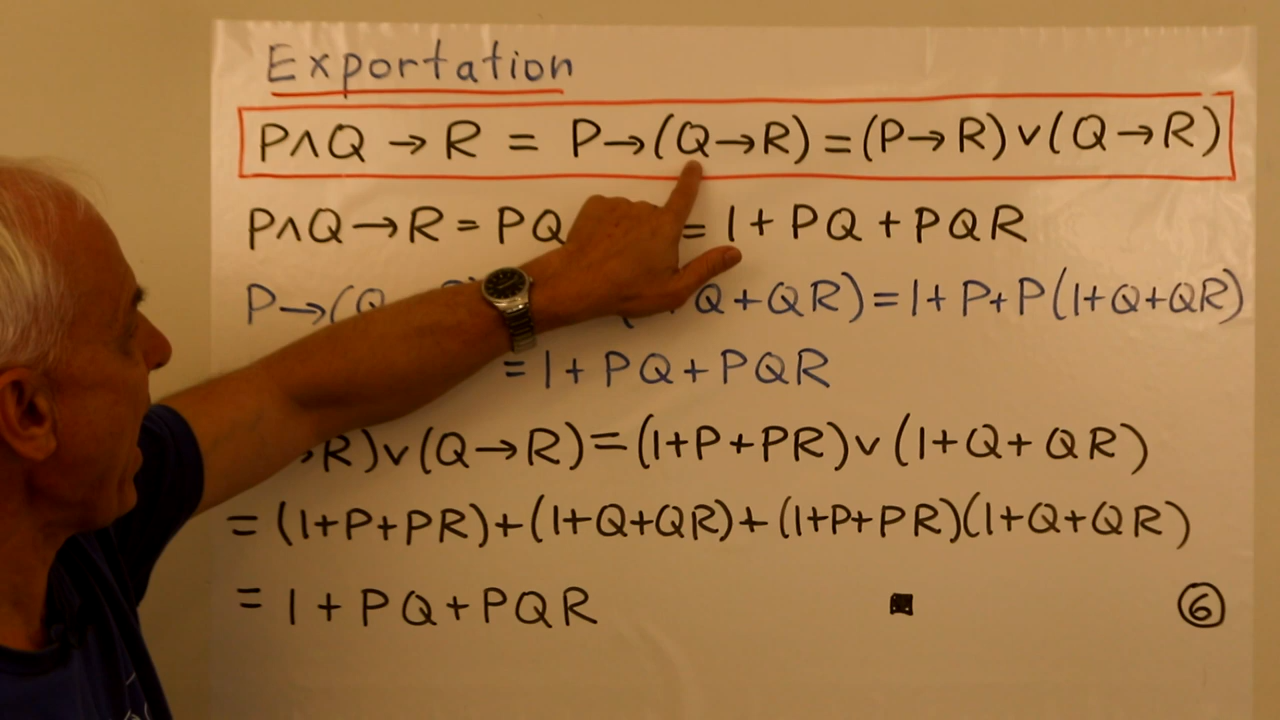 Exportation
P∧Q → R = P→(Q→R) = (P→R)∨(Q→R)
P∧Q→R = PQ = 1+PQ+PQR
P→(Q Q+QR) = 1+P+P(1+Q+QR)
= 1+PQ+PQR
→R)∨(Q→R) = (1+P+PR)∨(1+Q+QR)
= (1+P+PR)+(1+Q+QR)+(1+P+PR)(1+Q+QR)
= 1+PQ+PQR ■ ⑥